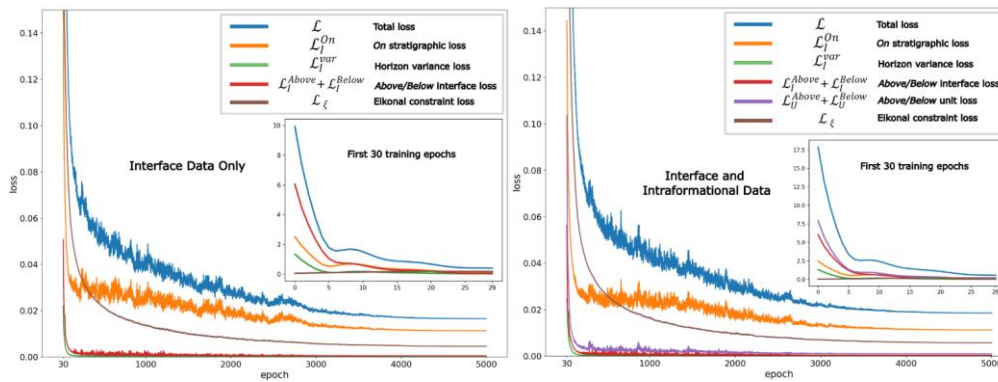 ℒ Total loss
ℒ_I^On On stratigraphic loss
ℒ_I^var Horizon variance loss
ℒ_I^Above + ℒ_I^Below Above/Below interface loss
ℒ_ξ Eikonal constraint loss
Interface Data Only
First 30 training epochs
10
8
6
4
2
0
0 5 10 15 20 25 29
loss
0.14
0.12
0.10
0.08
0.06
0.04
0.02
0.00
30 1000 2000 3000 4000 5000
epoch
ℒ Total loss
ℒ_I^On On stratigraphic loss
ℒ_I^var Horizon variance loss
ℒ_I^Above + ℒ_I^Below Above/Below interface loss
ℒ_U^Above + ℒ_U^Below Above/Below unit loss
ℒ_ξ Eikonal constraint loss
Interface and
Intraformational Data
First 30 training epochs
17.5
15.0
12.5
10.0
7.5
5.0
2.5
0.0
0 5 10 15 20 25 29
loss
0.14
0.12
0.10
0.08
0.06
0.04
0.02
0.00
30 1000 2000 3000 4000 5000
epoch